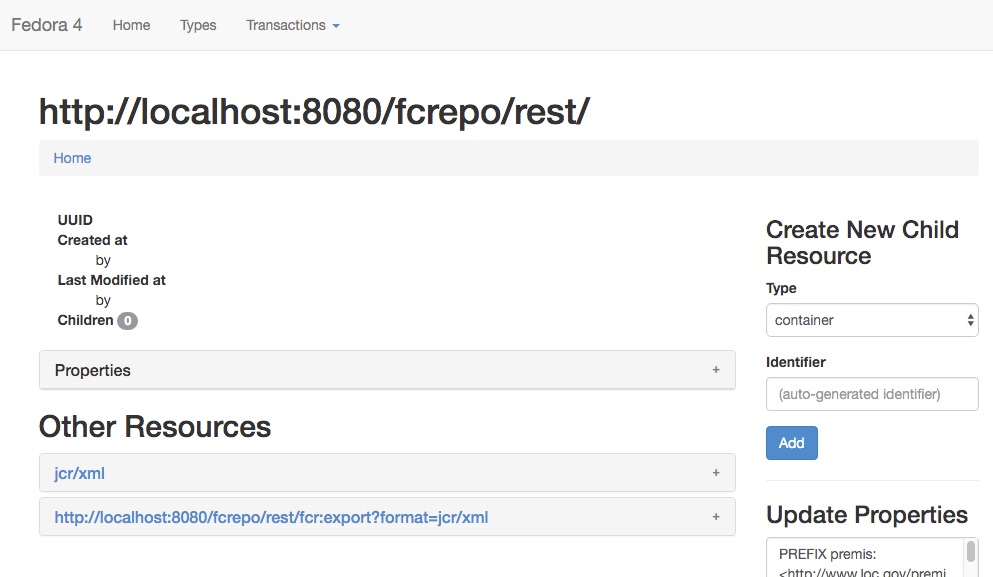 Fedora 4 Home Types Transactions
http://localhost:8080/fcrepo/rest/
Home
UUID
Created at
by
Last Modified at
by
Children 0
Properties +
Other Resources
jcr/xml +
http://localhost:8080/fcrepo/rest/fcr:export?format=jcr/xml +
Create New Child
Resource
Type
container
Identifier
(auto-generated identifier)
Add
Update Properties
PREFIX premis:
<http://www.loc.gov/premi